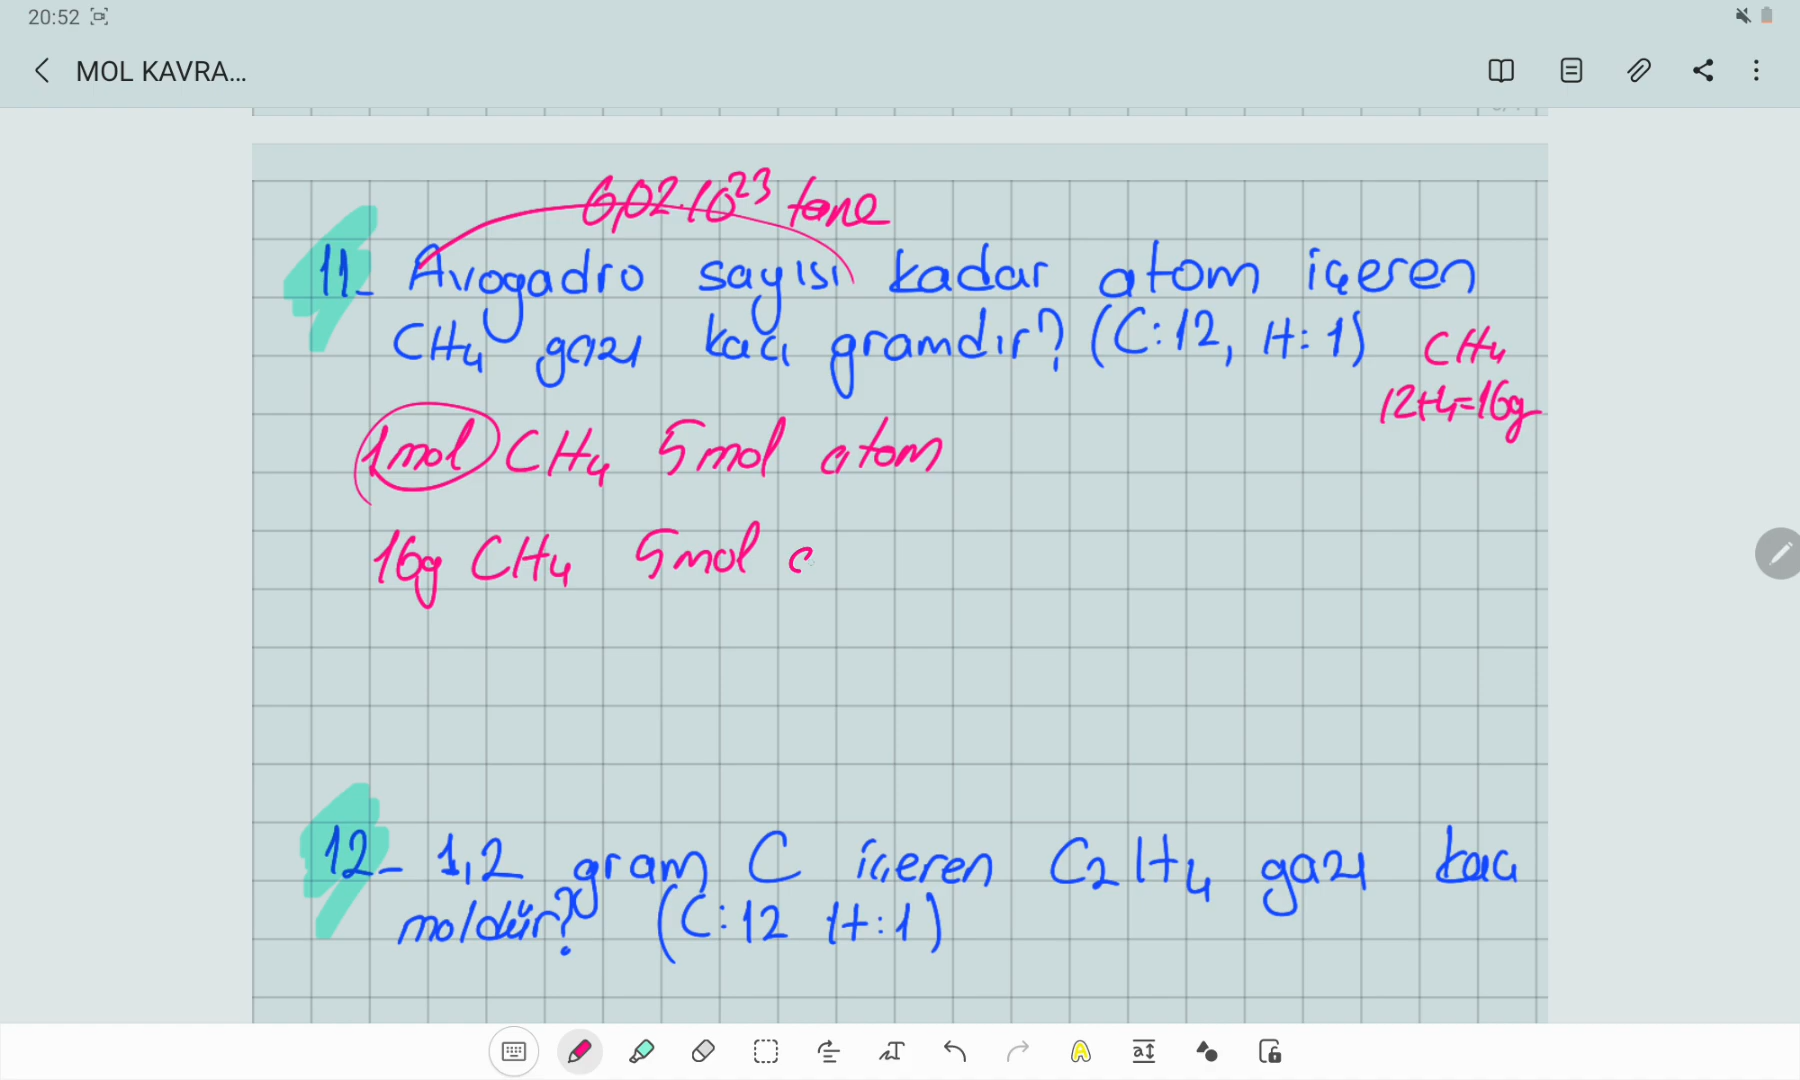 20:52
MOL KAVRA...
6,02.10²³ tane
11- Avogadro sayısı kadar atom içeren
CH₄ gazı kaç gramdır? (C:12, H:1)
CH₄
12+4=16g
1mol CH₄ 5mol atom
16g CH₄ 5mol a
12- 1,2 gram C içeren C₂H₄ gazı kaç
moldür? (C:12 H:1)